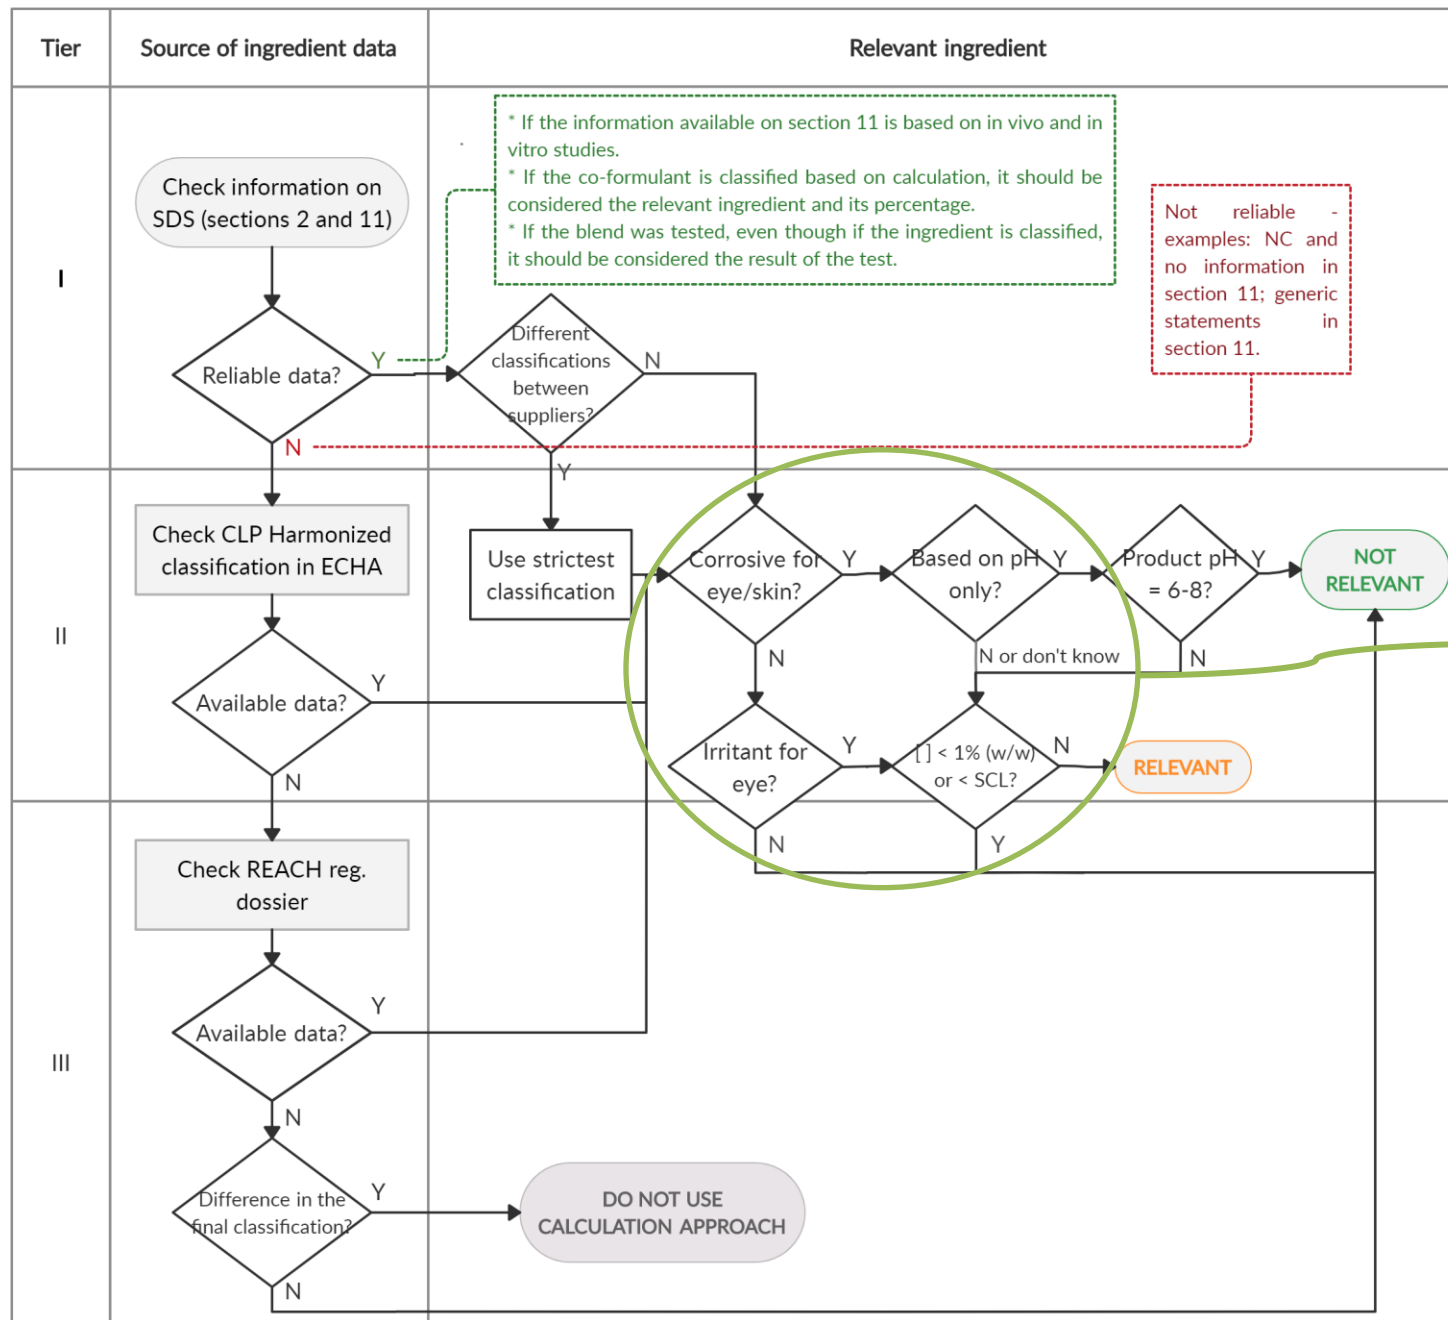 Tier
Source of ingredient data
Relevant ingredient
I
Check information on
SDS (sections 2 and 11)
* If the information available on section 11 is based on in vivo and in
vitro studies.
* If the co-formulant is classified based on calculation, it should be
considered the relevant ingredient and its percentage.
* If the blend was tested, even though if the ingredient is classified,
it should be considered the result of the test.
Not reliable -
examples: NC and
no information in
section 11; generic
statements in
section 11.
Reliable data?
Y
N
Different
classifications
between
suppliers?
N
Y
II
Check CLP Harmonized
classification in ECHA
Use strictest
classification
Corrosive for
eye/skin?
Y
N
Based on pH
only?
Y
N or don't know
Product pH
= 6-8?
Y
N
NOT
RELEVANT
Available data?
Y
N
Irritant for
eye?
Y
N
[ ] < 1% (w/w)
or < SCL?
N
Y
RELEVANT
III
Check REACH reg.
dossier
Available data?
Y
N
Difference in the
final classification?
Y
N
DO NOT USE
CALCULATION APPROACH